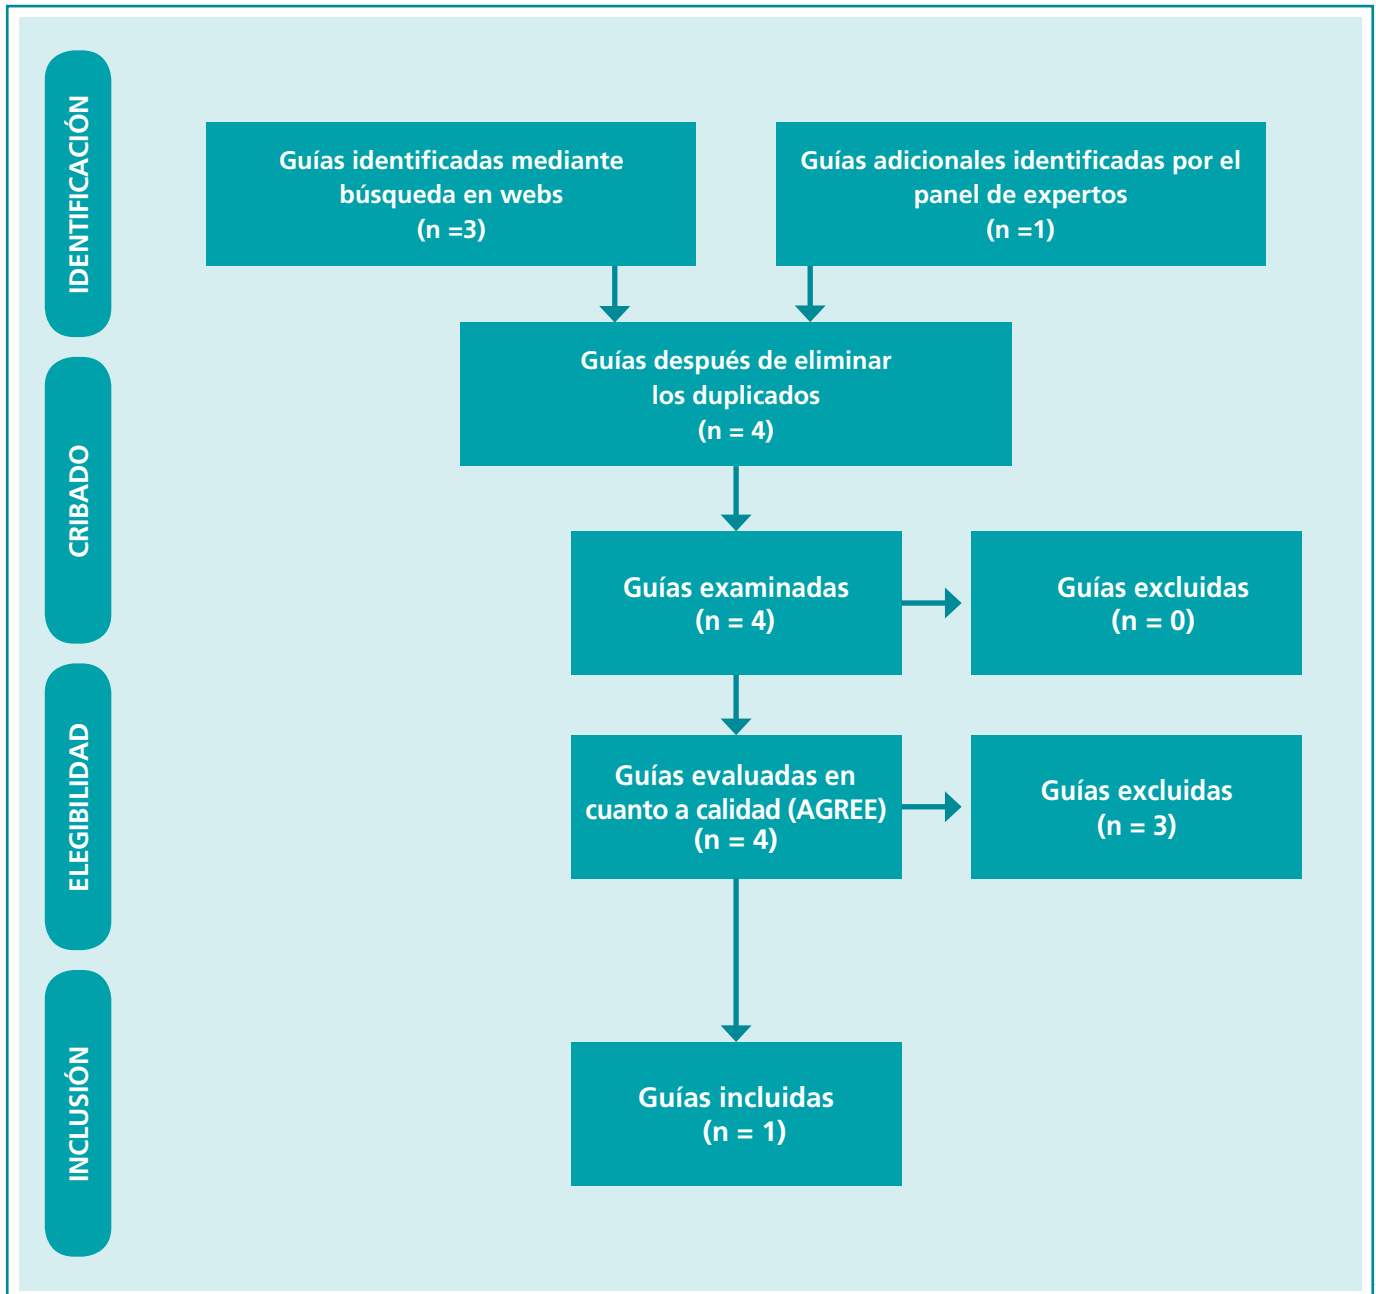 IDENTIFICACIÓN
Guías identificadas mediante
búsqueda en webs
(n =3)
Guías adicionales identificadas por el
panel de expertos
(n =1)
Guías después de eliminar
los duplicados
(n = 4)
CRIBADO
Guías examinadas
(n = 4)
Guías excluidas
(n = 0)
ELEGIBILIDAD
Guías evaluadas en
cuanto a calidad (AGREE)
(n = 4)
Guías excluidas
(n = 3)
INCLUSIÓN
Guías incluidas
(n = 1)